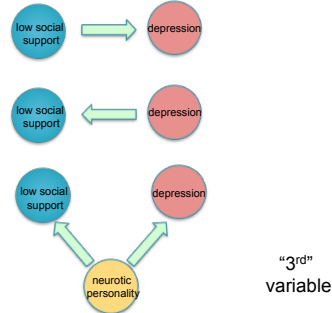 low social
support
depression
low social
support
depression
low social
support
depression
neurotic
personality
“3rd”
variable